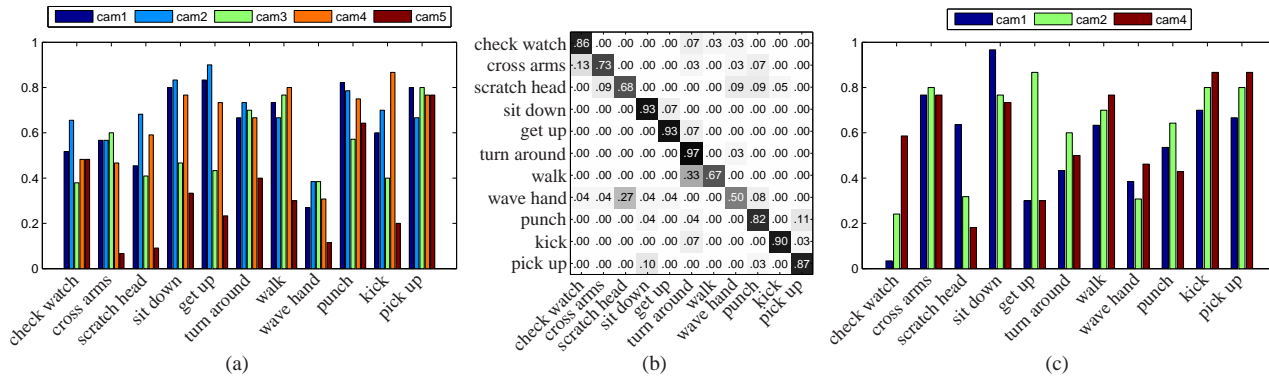 cam1 cam2 cam3 cam4 cam5
1
0.8
0.6
0.4
0.2
0
check watch
cross arms
scratch head
sit down
get up
turn around
walk
wave hand
punch
kick
pick up
(a)
check watch .86 .00 .00 .00 .00 .07 .03 .03 .00 .00 .00
cross arms .13 .73 .00 .00 .00 .03 .00 .03 .07 .00 .00
scratch head .00 .09 .68 .00 .00 .00 .00 .09 .09 .05 .00
sit down .00 .00 .00 .93 .07 .00 .00 .00 .00 .00 .00
get up .00 .00 .00 .00 .93 .07 .00 .00 .00 .00 .00
turn around .00 .00 .00 .00 .00 .97 .00 .03 .00 .00 .00
walk .00 .00 .00 .00 .00 .33 .67 .00 .00 .00 .00
wave hand .04 .04 .27 .04 .04 .00 .00 .50 .08 .00 .00
punch .00 .00 .00 .04 .00 .04 .00 .00 .82 .00 .11
kick .00 .00 .00 .00 .00 .07 .00 .00 .00 .90 .03
pick up .00 .00 .00 .10 .00 .00 .00 .00 .03 .00 .87
check watch
cross arms
scratch head
sit down
get up
turn around
walk
wave hand
punch
kick
pick up
(b)
cam1 cam2 cam4
1
0.8
0.6
0.4
0.2
0
check watch
cross arms
scratch head
sit down
get up
turn around
walk
wave hand
punch
kick
pick up
(c)